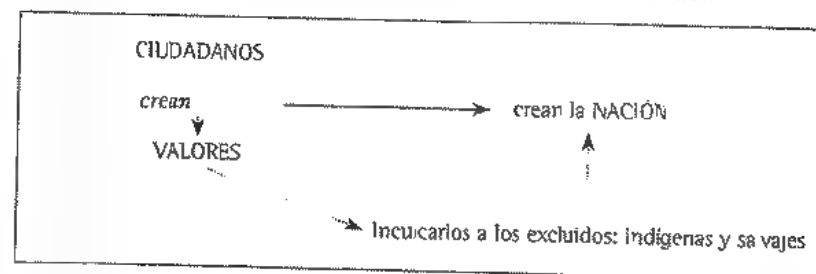 CIUDADANOS
crean
crean la NACIÓN
VALORES
Inculcarlos a los excluidos: indígenas y salvajes